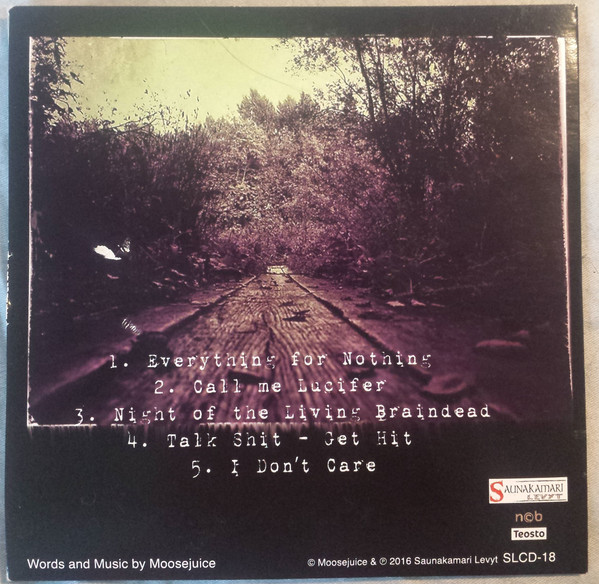 1. Everything for Nothing
2. Call me Lucifer
3. Night of the Living Braindead
4. Talk Shit - Get Hit
5. I Don't Care
SAUNAKAMARI
LEVYT
n©b
Teosto
Words and Music by Moosejuice
© Moosejuice & ℗ 2016 Saunakamari Levyt SLCD-18